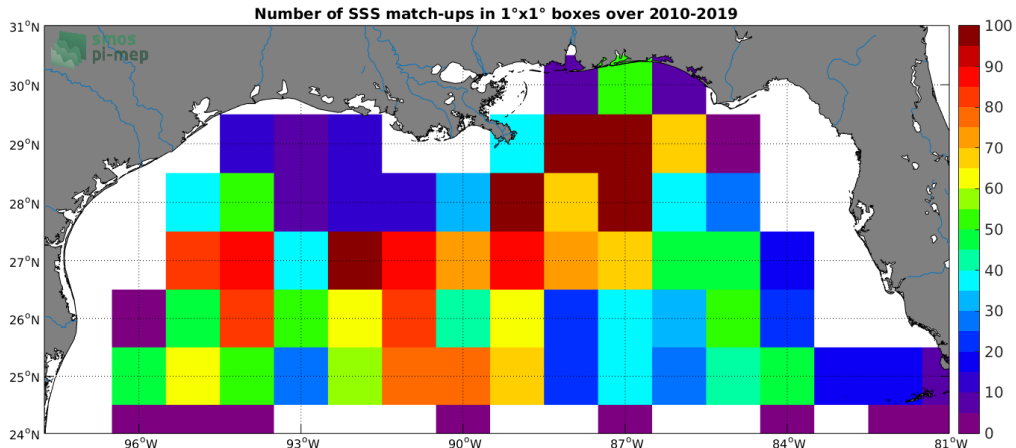 Number of SSS match-ups in 1°x1° boxes over 2010-2019
smos
pi-mep
31°N
30°N
29°N
28°N
27°N
26°N
25°N
24°N
96°W
93°W
90°W
87°W
84°W
81°W
100
90
80
70
60
50
40
30
20
10
0